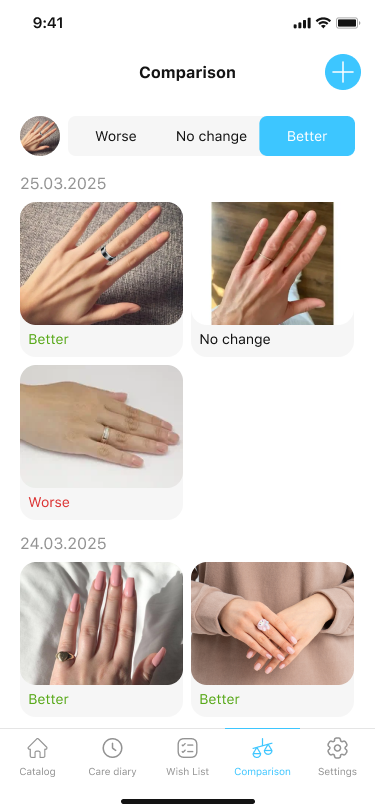 9:41
Comparison
Worse No change Better
25.03.2025
Better No change
Worse
24.03.2025
Better Better
Catalog Care diary Wish List Comparison Settings